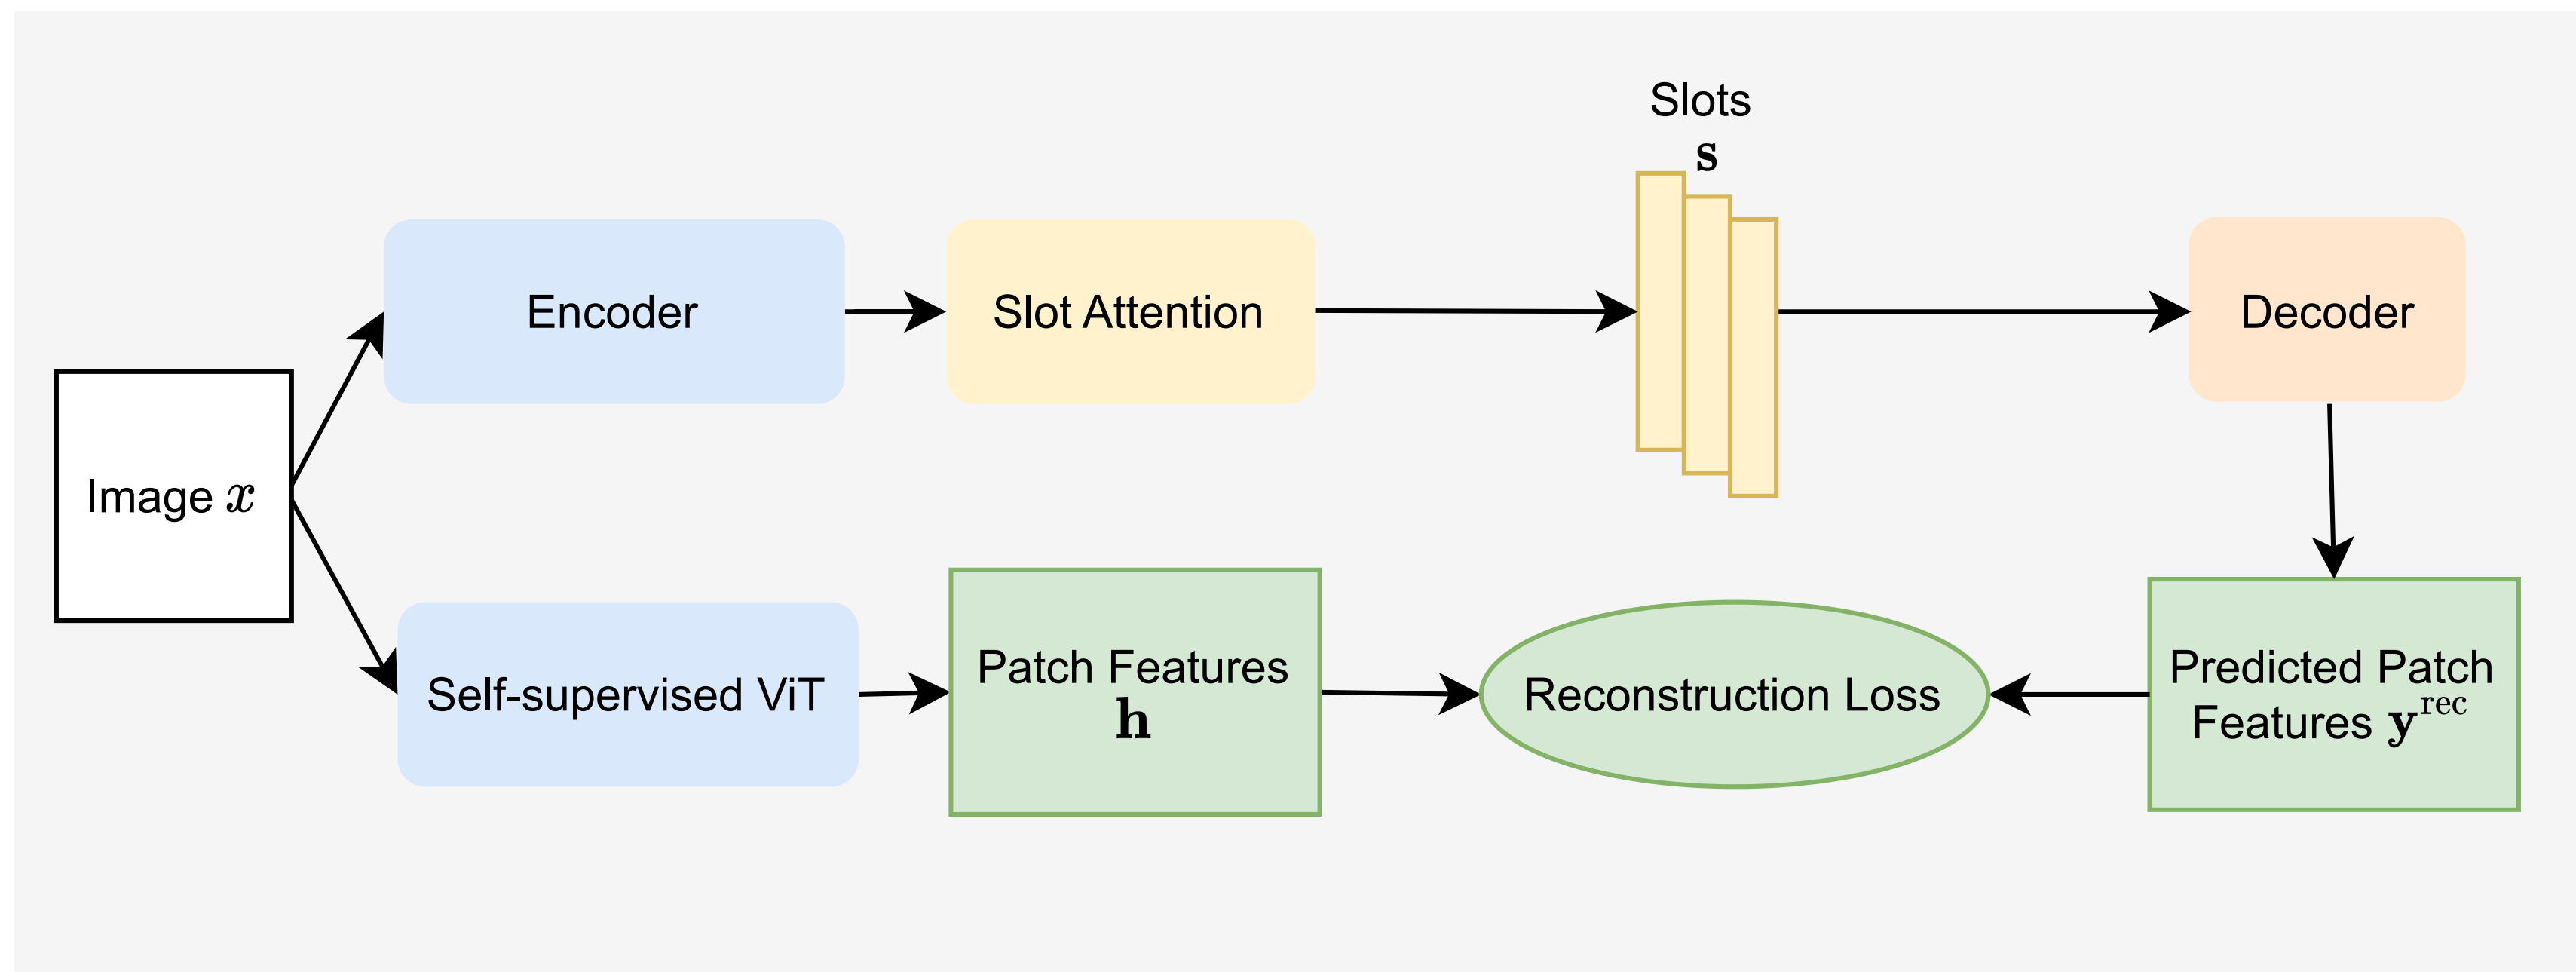 Slots
s
Encoder
Slot Attention
Decoder
Image x
Self-supervised ViT
Patch Features
h
Reconstruction Loss
Predicted Patch
Features y^rec